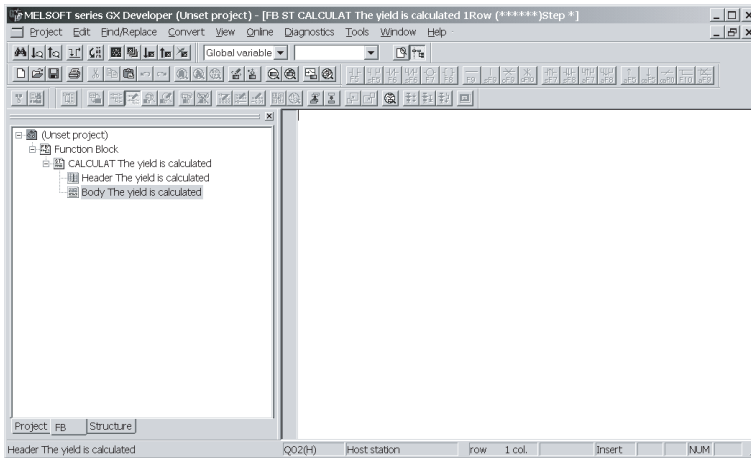 MELSOFT series GX Developer (Unset project) - [FB ST CALCULAT The yield is calculated 1Row (******)Step *]
Project Edit Find/Replace Convert View Online Diagnostics Tools Window Help
Global variable
(Unset project)
Function Block
CALCULAT The yield is calculated
Header The yield is calculated
Body The yield is calculated
Project FB Structure
Header The yield is calculated Q02(H) Host station row 1 col. Insert NUM